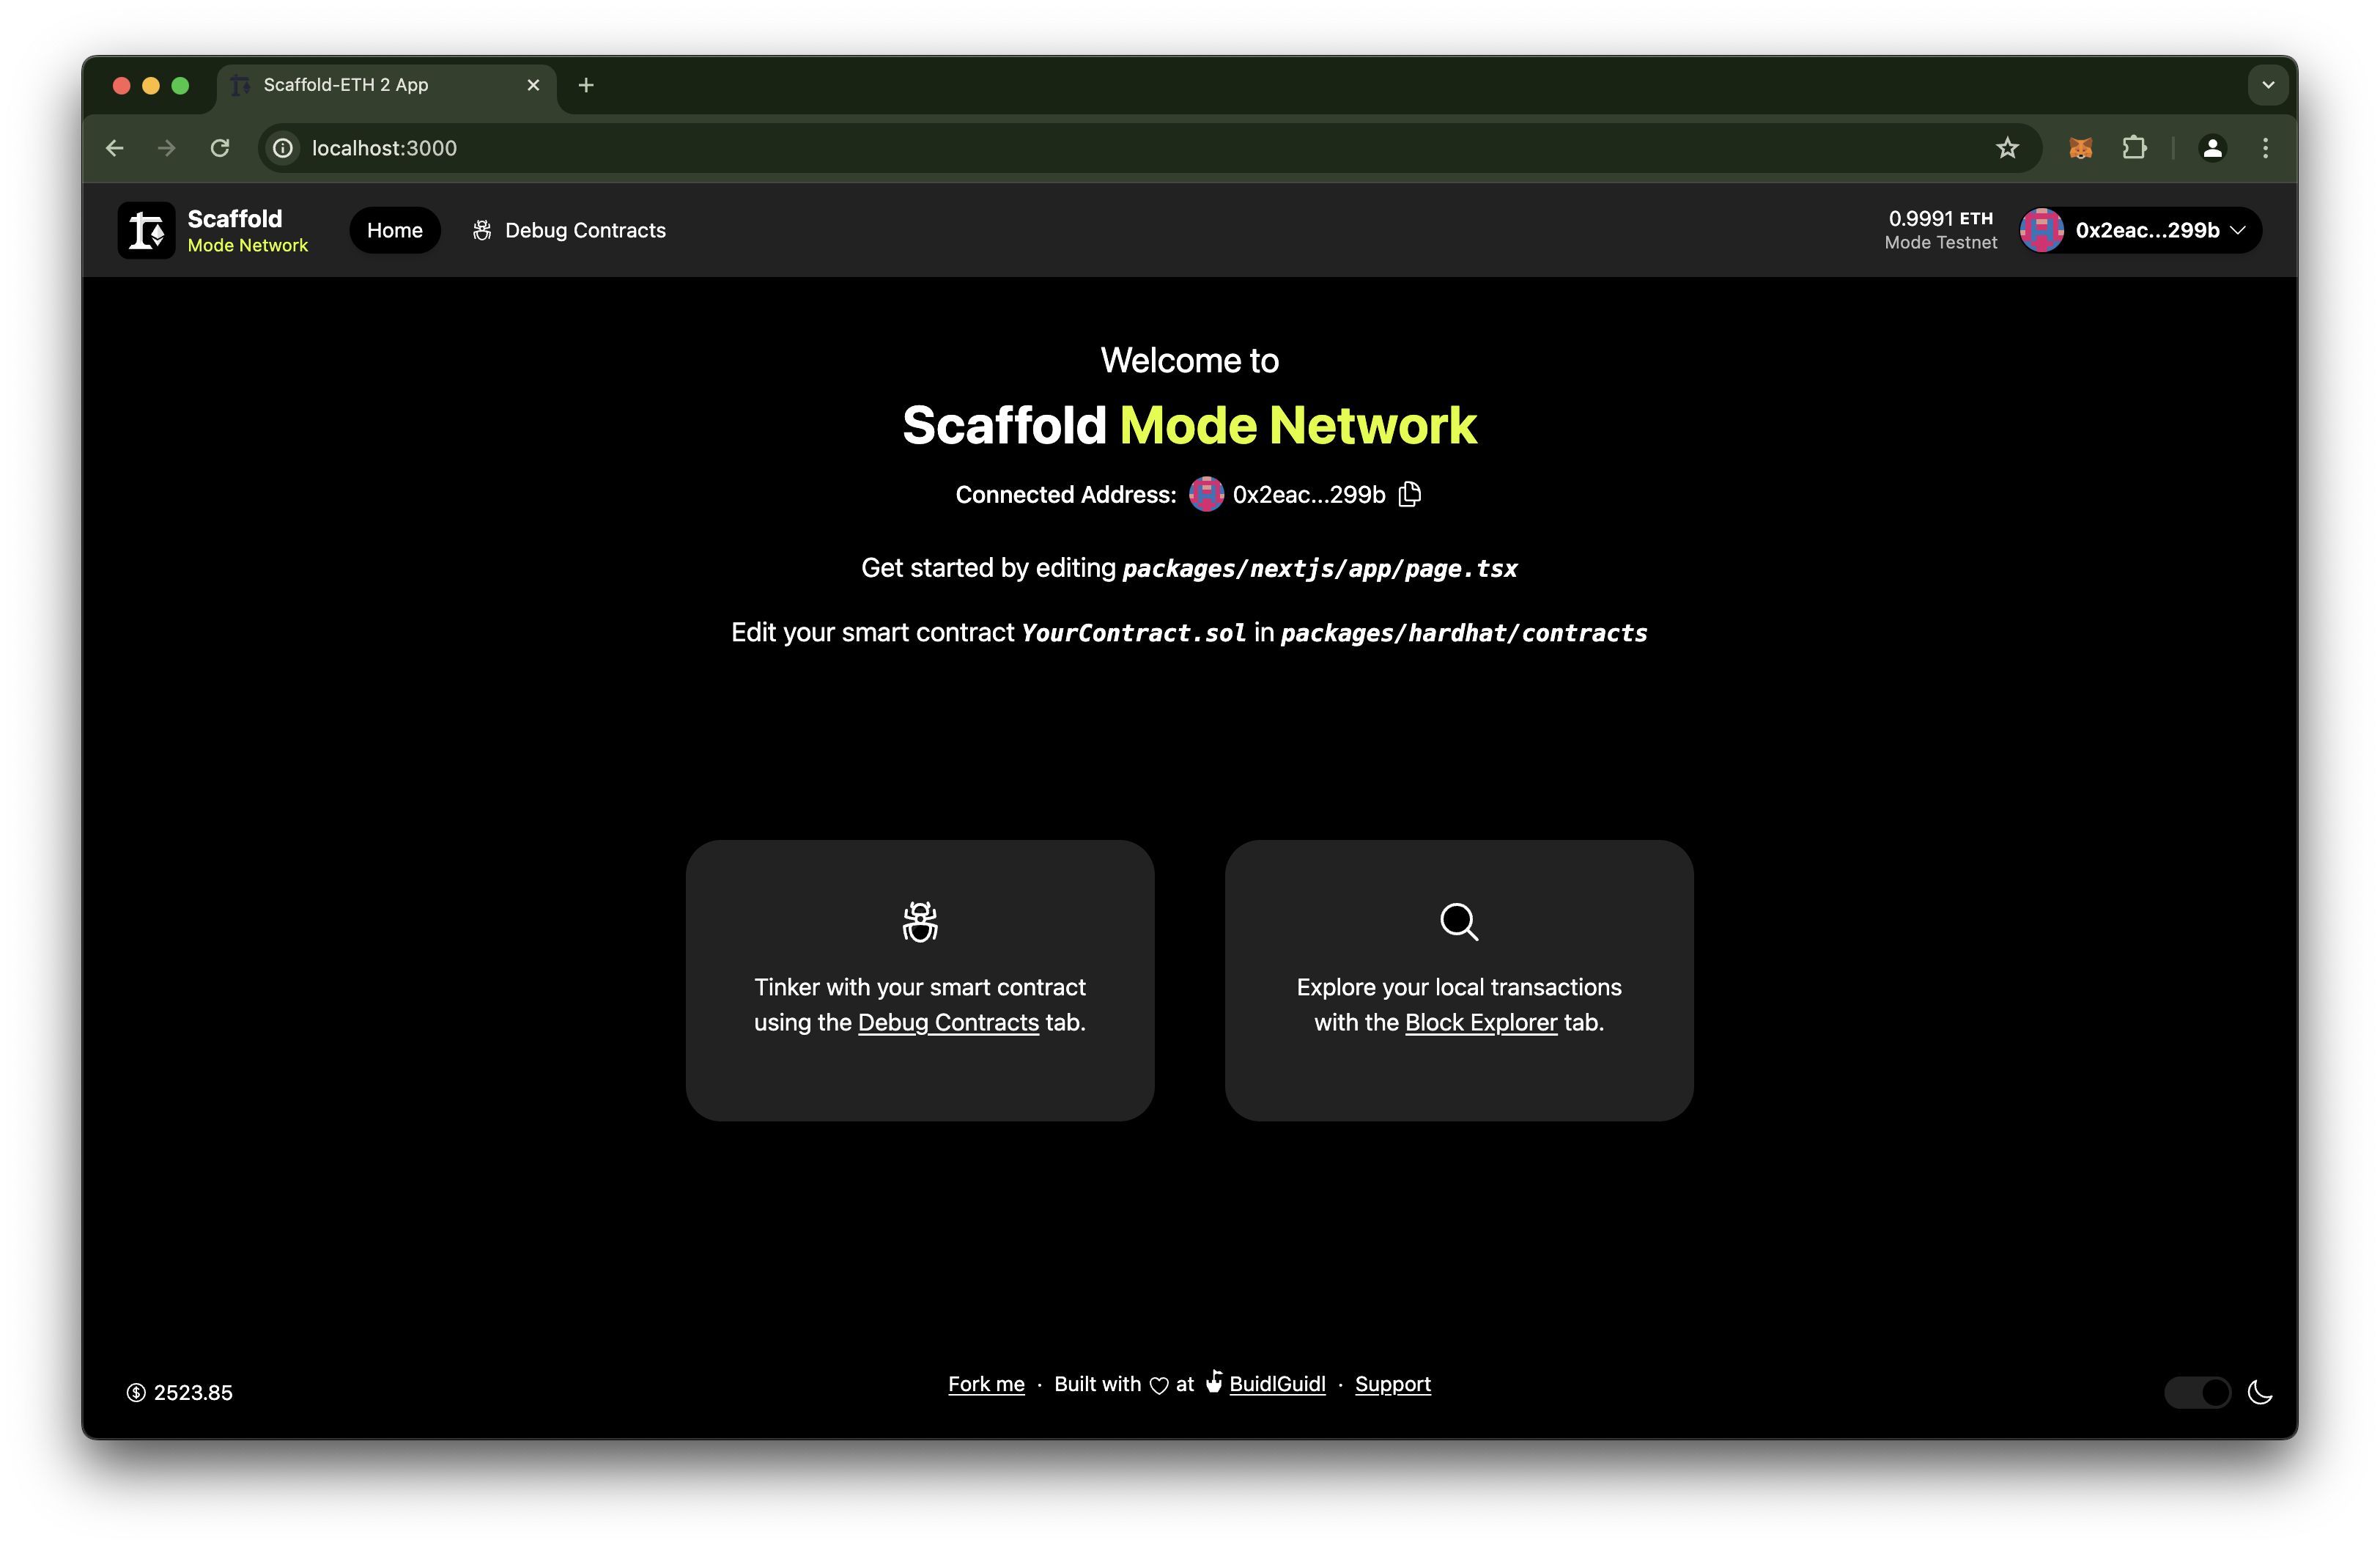 Scaffold-ETH 2 App
localhost:3000
Scaffold
Mode Network
Home
Debug Contracts
0.9991 ETH
Mode Testnet
0x2eac...299b
Welcome to
Scaffold Mode Network
Connected Address: 0x2eac...299b
Get started by editing packages/nextjs/app/page.tsx
Edit your smart contract YourContract.sol in packages/hardhat/contracts
Tinker with your smart contract
using the Debug Contracts tab.
Explore your local transactions
with the Block Explorer tab.
2523.85
Fork me · Built with ♡ at BuidlGuidl · Support